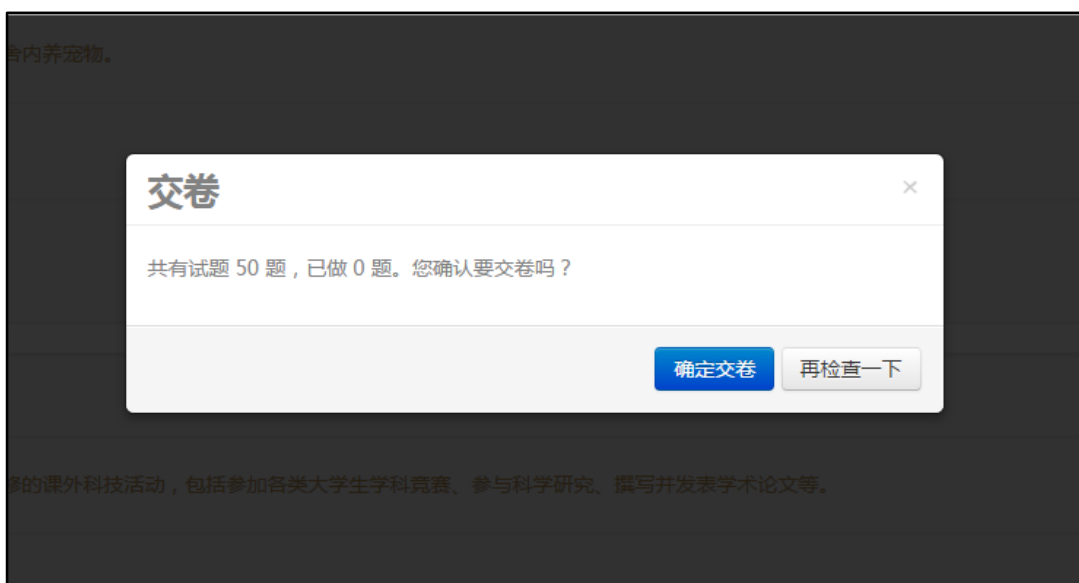 舍内养宠物。
交卷
×
共有试题 50 题，已做 0 题。您确认要交卷吗？
确定交卷 再检查一下
修的课外科技活动，包括参加各类大学生学科竞赛、参与科学研究、撰写并发表学术论文等。